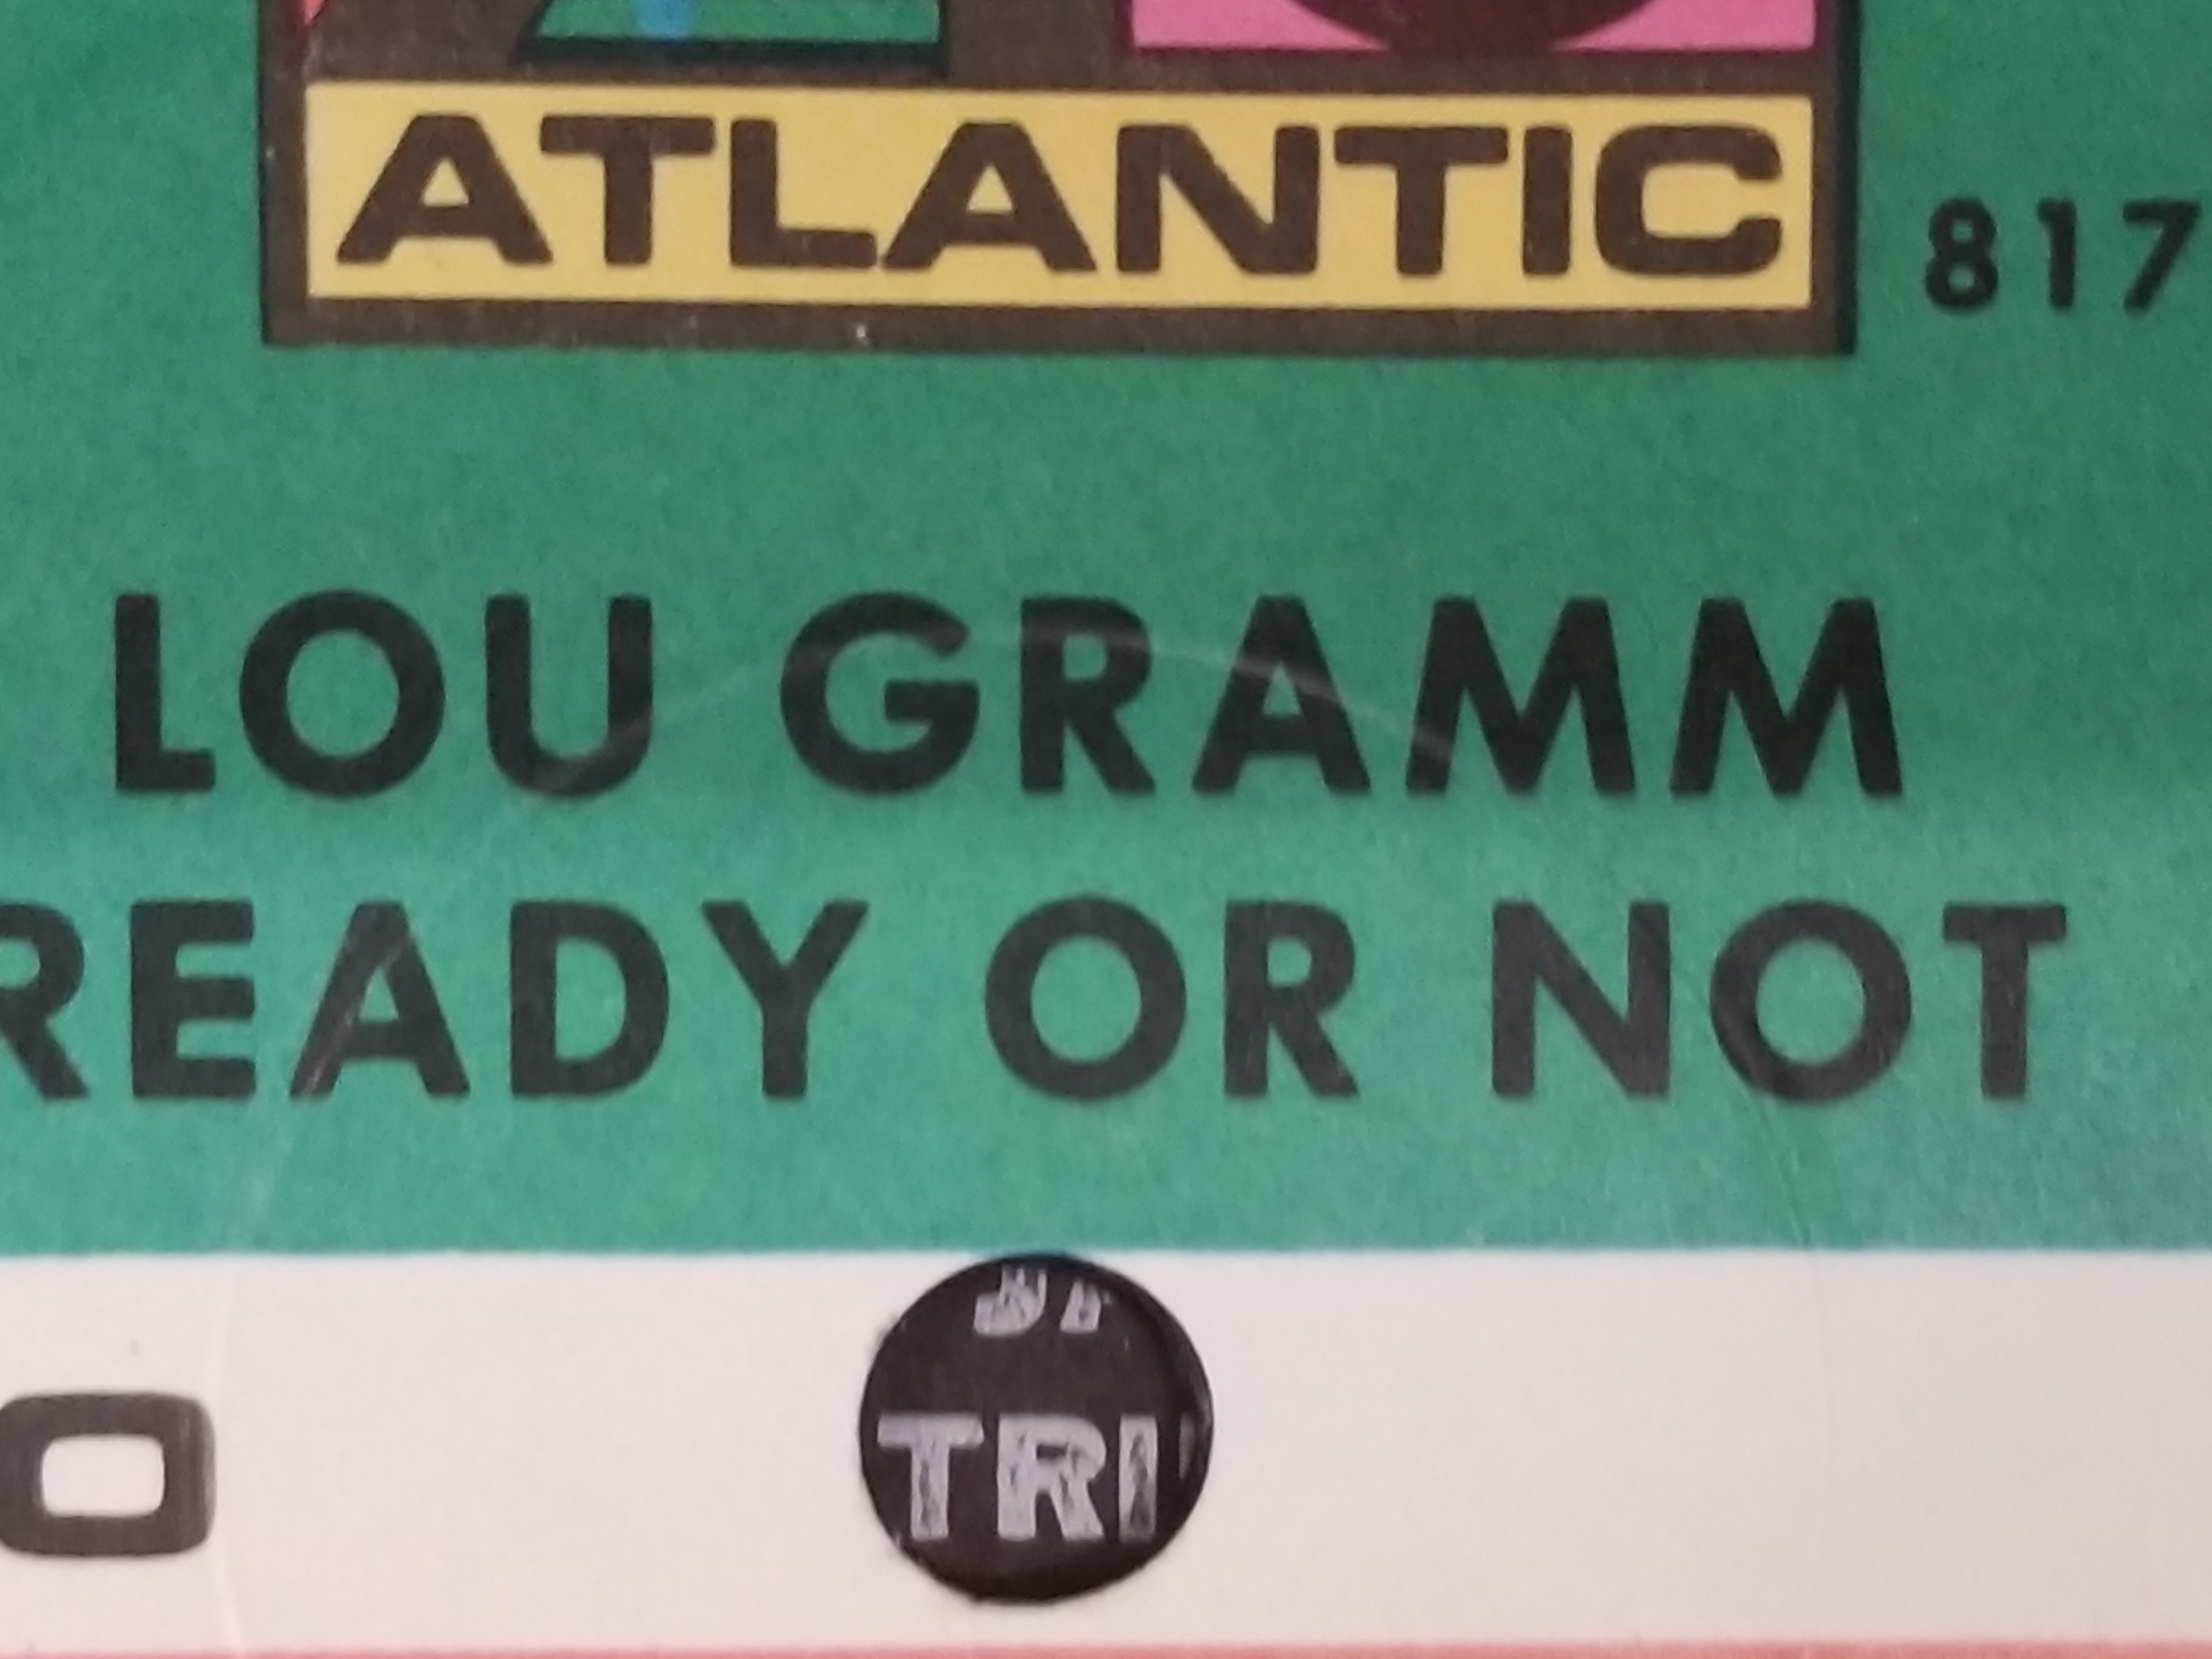 ATLANTIC
817
LOU GRAMM
READY OR NOT
O
TRI